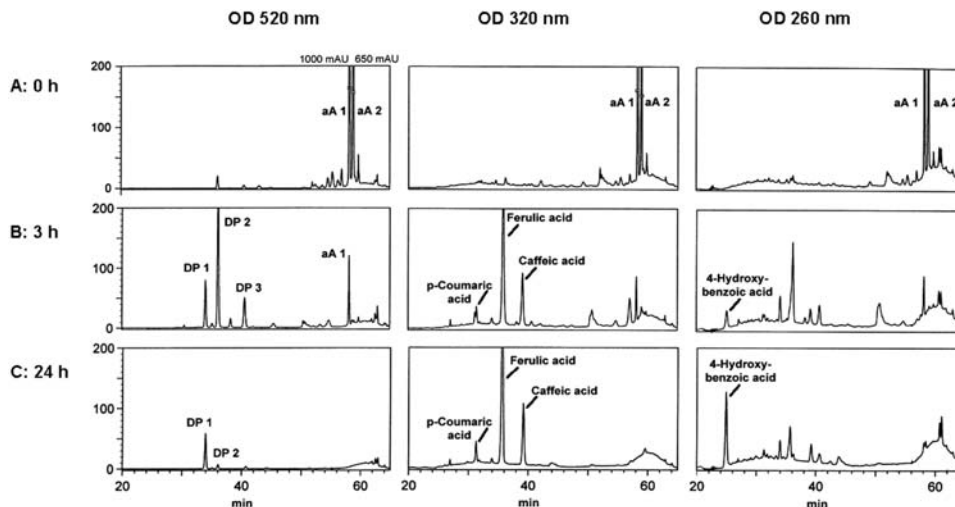 OD 520 nm OD 320 nm OD 260 nm
1000 mAU 650 mAU
A: 0 h
200
100
0
aA 1 aA 2
aA 1 aA 2
aA 1 aA 2
B: 3 h
200
100
0
DP 1
DP 2
DP 3
aA 1
p-Coumaric
acid
Ferulic acid
Caffeic acid
4-Hydroxy-
benzoic acid
C: 24 h
200
100
0
DP 1
DP 2
p-Coumaric
acid
Ferulic acid
Caffeic acid
4-Hydroxy-
benzoic acid
20 40 60 20 40 60 20 40 60
min min min